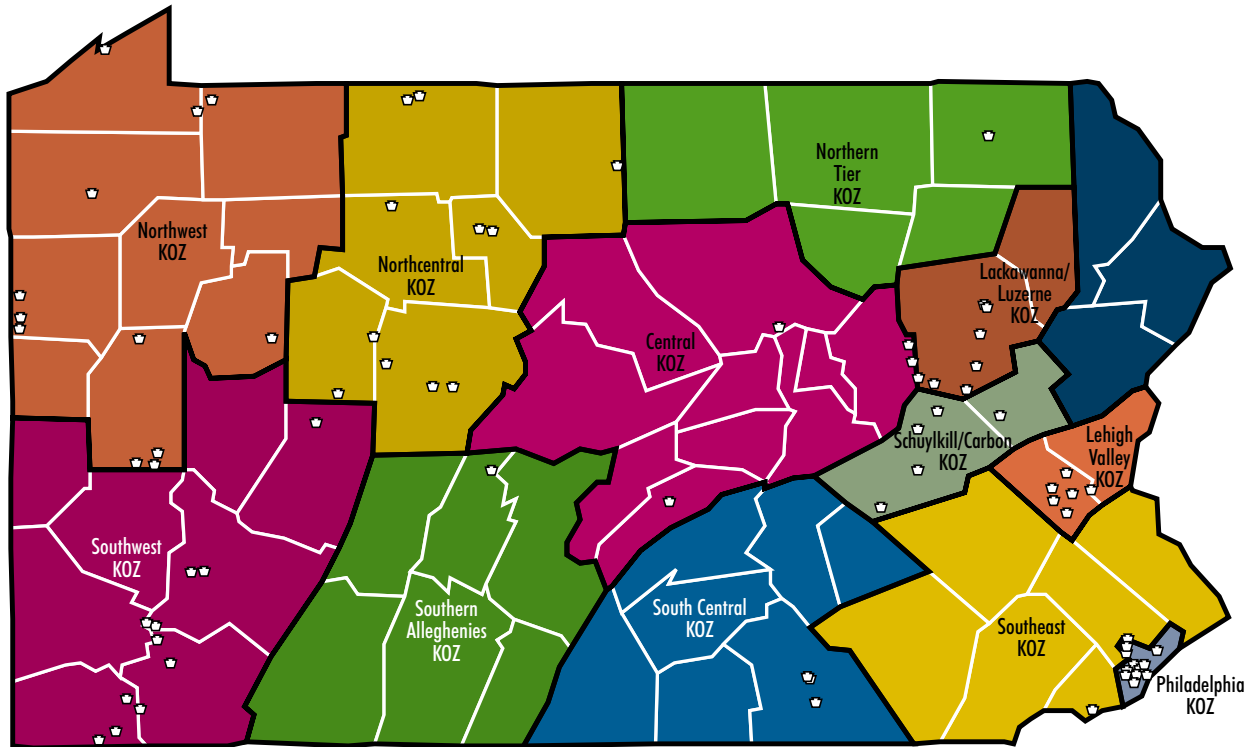 Northern
Tier
KOZ
Northwest
KOZ
Northcentral
KOZ
Lackawanna/
Luzerne
KOZ
Central
KOZ
Schuylkill/Carbon
KOZ
Lehigh
Valley
KOZ
Southwest
KOZ
Southern
Alleghenies
KOZ
South Central
KOZ
Southeast
KOZ
Philadelphia
KOZ